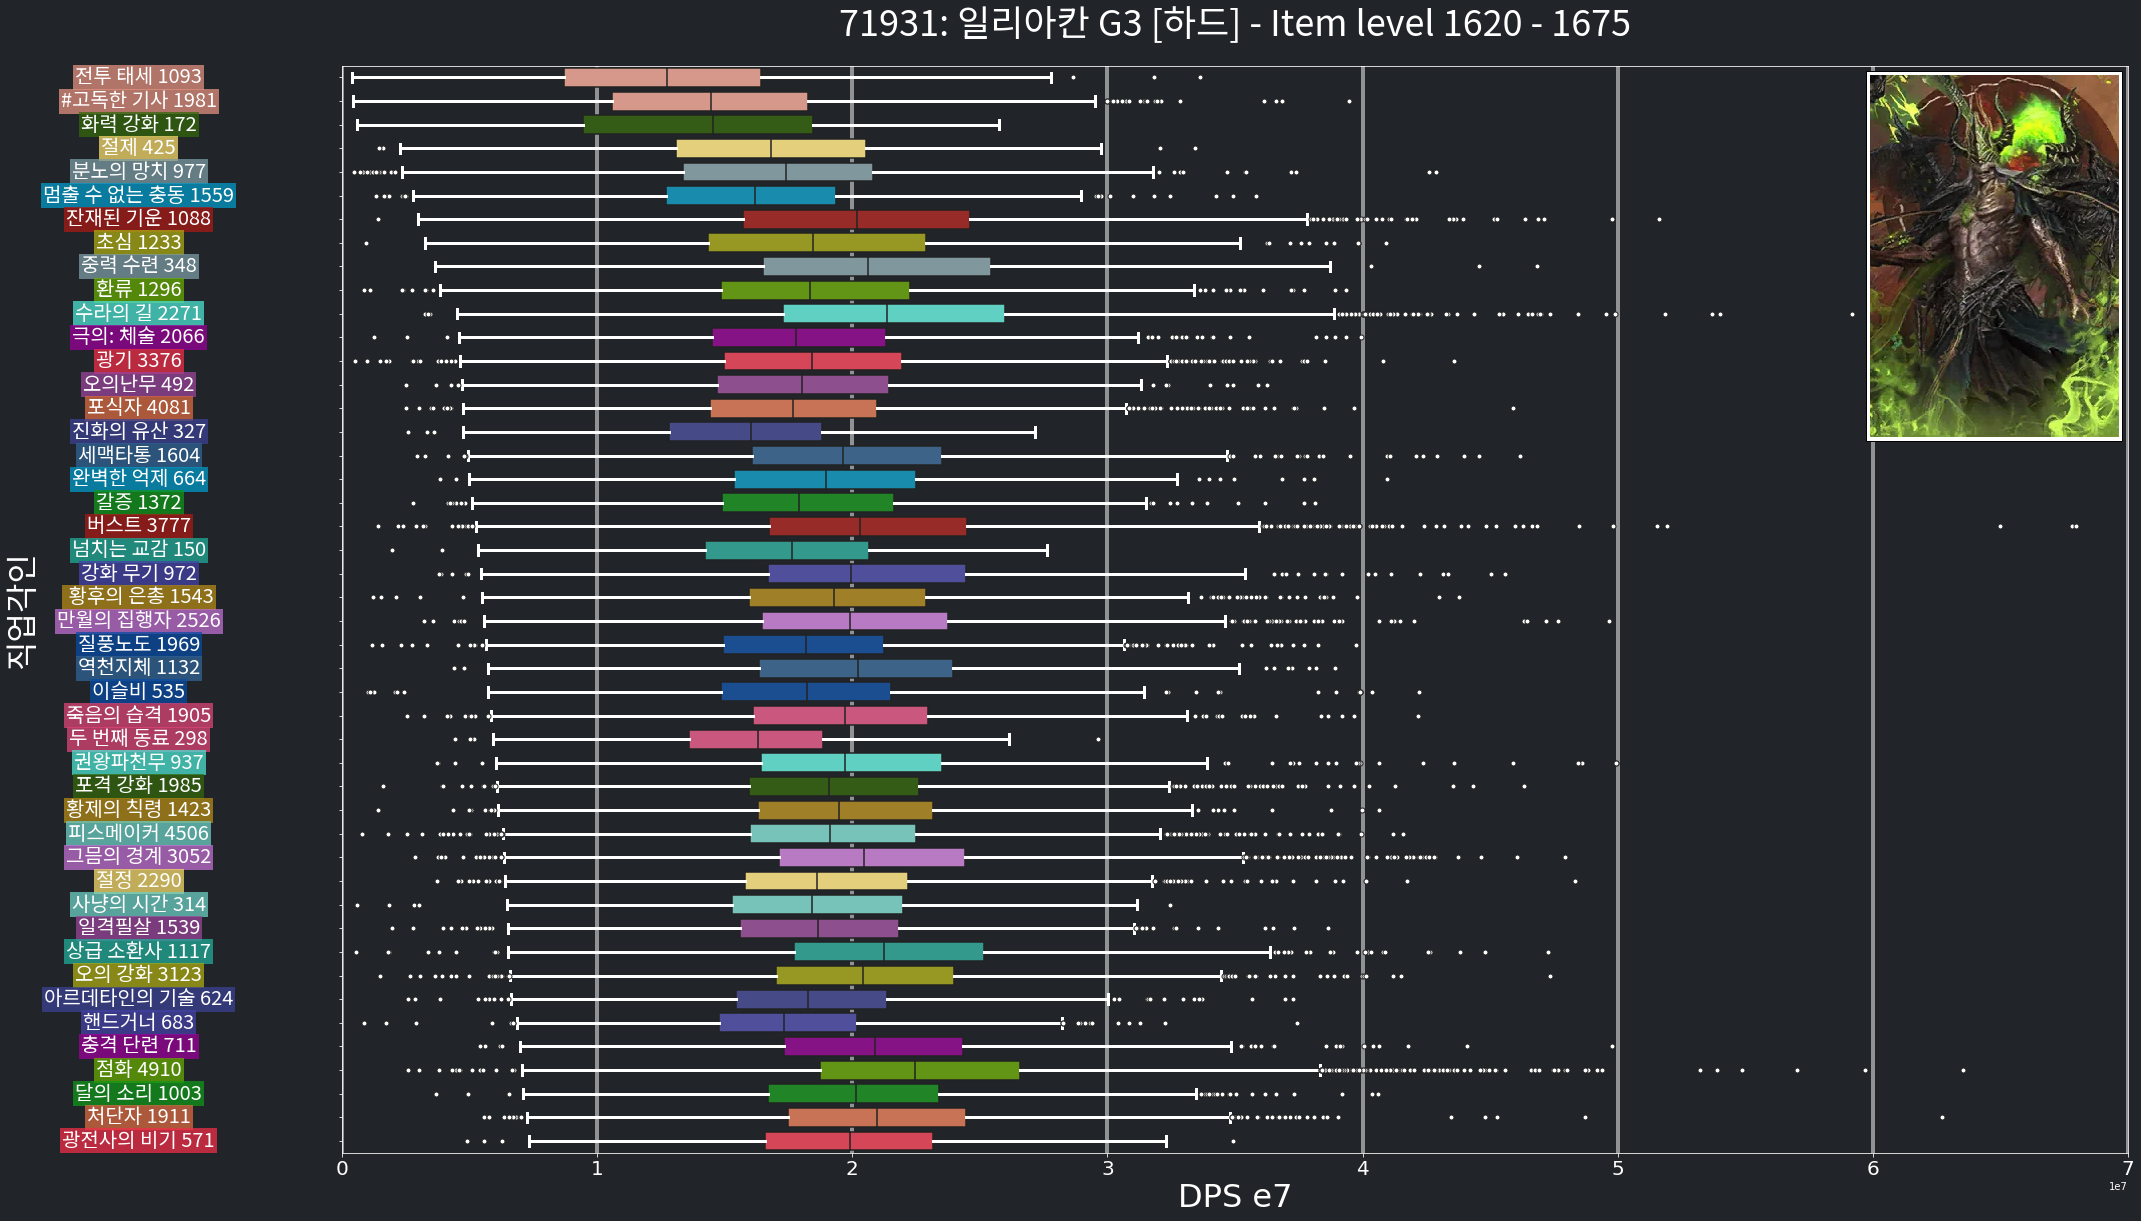 71931: 일리아칸 G3 [하드] - Item level 1620 - 1675
직업각인
전투 태세 1093
#고독한 기사 1981
화력 강화 172
절제 425
분노의 망치 977
멈출 수 없는 충동 1559
잔재된 기운 1088
초심 1233
중력 수련 348
환류 1296
수라의 길 2271
극의: 체술 2066
광기 3376
오의난무 492
포식자 4081
진화의 유산 327
세맥타통 1604
완벽한 억제 664
갈증 1372
버스트 3777
넘치는 교감 150
강화 무기 972
황후의 은총 1543
만월의 집행자 2526
질풍노도 1969
역천지체 1132
이슬비 535
죽음의 습격 1905
두 번째 동료 298
권왕파천무 937
포격 강화 1985
황제의 칙령 1423
피스메이커 4506
그믐의 경계 3052
절정 2290
사냥의 시간 314
일격필살 1539
상급 소환사 1117
오의 강화 3123
아르데타인의 기술 624
핸드거너 683
충격 단련 711
점화 4910
달의 소리 1003
처단자 1911
광전사의 비기 571
0 1 2 3 4 5 6 7
1e7
DPS e7